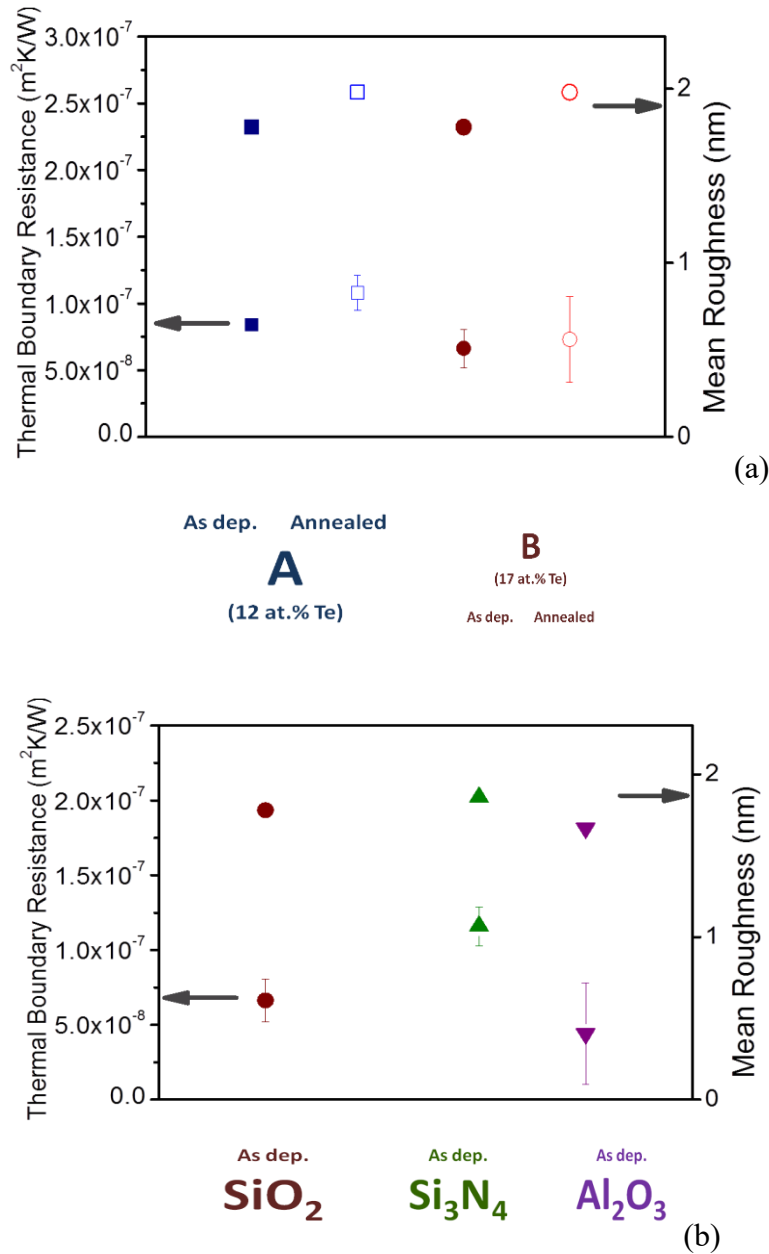 Thermal Boundary Resistance (m²K/W)
3.0x10⁻⁷
2.5x10⁻⁷
2.0x10⁻⁷
1.5x10⁻⁷
1.0x10⁻⁷
5.0x10⁻⁸
0.0
2
1
0
Mean Roughness (nm)
(a)
As dep. Annealed
A
(12 at.% Te)
B
(17 at.% Te)
As dep. Annealed
Thermal Boundary Resistance (m²K/W)
2.5x10⁻⁷
2.0x10⁻⁷
1.5x10⁻⁷
1.0x10⁻⁷
5.0x10⁻⁸
0.0
2
1
0
Mean Roughness (nm)
As dep. As dep. As dep.
SiO₂ Si₃N₄ Al₂O₃
(b)